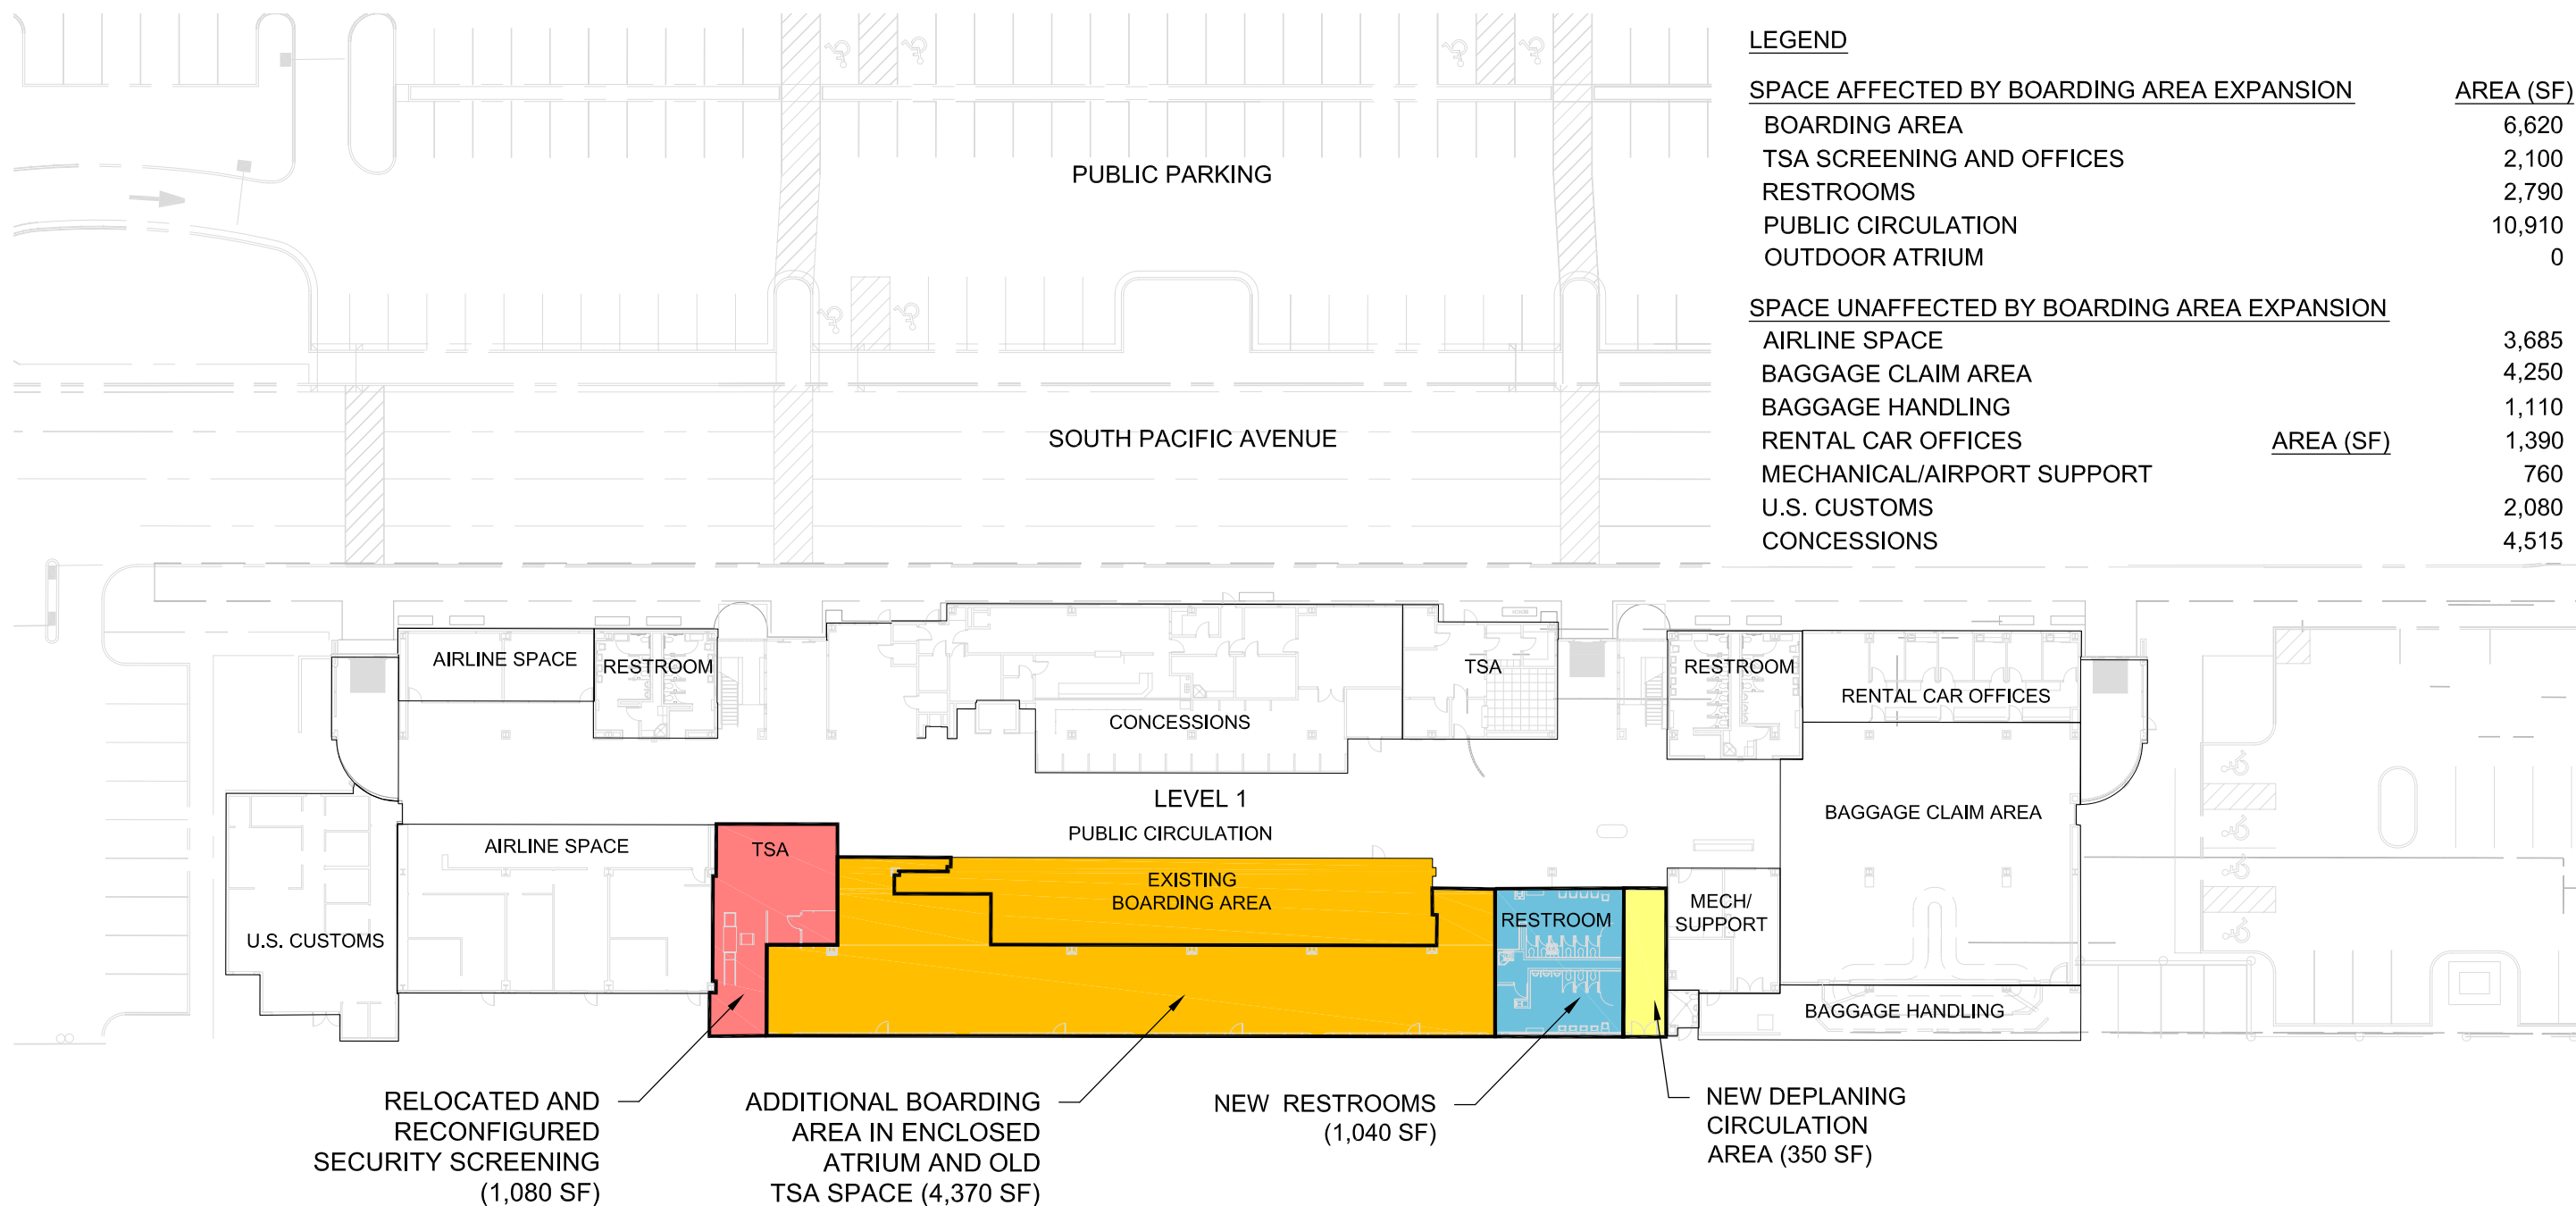 LEGEND
SPACE AFFECTED BY BOARDING AREA EXPANSION AREA (SF)
BOARDING AREA 6,620
TSA SCREENING AND OFFICES 2,100
RESTROOMS 2,790
PUBLIC CIRCULATION 10,910
OUTDOOR ATRIUM 0
SPACE UNAFFECTED BY BOARDING AREA EXPANSION
AIRLINE SPACE 3,685
BAGGAGE CLAIM AREA 4,250
BAGGAGE HANDLING 1,110
RENTAL CAR OFFICES AREA (SF) 1,390
MECHANICAL/AIRPORT SUPPORT 760
U.S. CUSTOMS 2,080
CONCESSIONS 4,515
PUBLIC PARKING
SOUTH PACIFIC AVENUE
AIRLINE SPACE
RESTROOM
CONCESSIONS
TSA
RESTROOM
RENTAL CAR OFFICES
LEVEL 1
PUBLIC CIRCULATION
BAGGAGE CLAIM AREA
AIRLINE SPACE
TSA
EXISTING
BOARDING AREA
RESTROOM
MECH/
SUPPORT
U.S. CUSTOMS
BAGGAGE HANDLING
RELOCATED AND
RECONFIGURED
SECURITY SCREENING
(1,080 SF)
ADDITIONAL BOARDING
AREA IN ENCLOSED
ATRIUM AND OLD
TSA SPACE (4,370 SF)
NEW RESTROOMS
(1,040 SF)
NEW DEPLANING
CIRCULATION
AREA (350 SF)